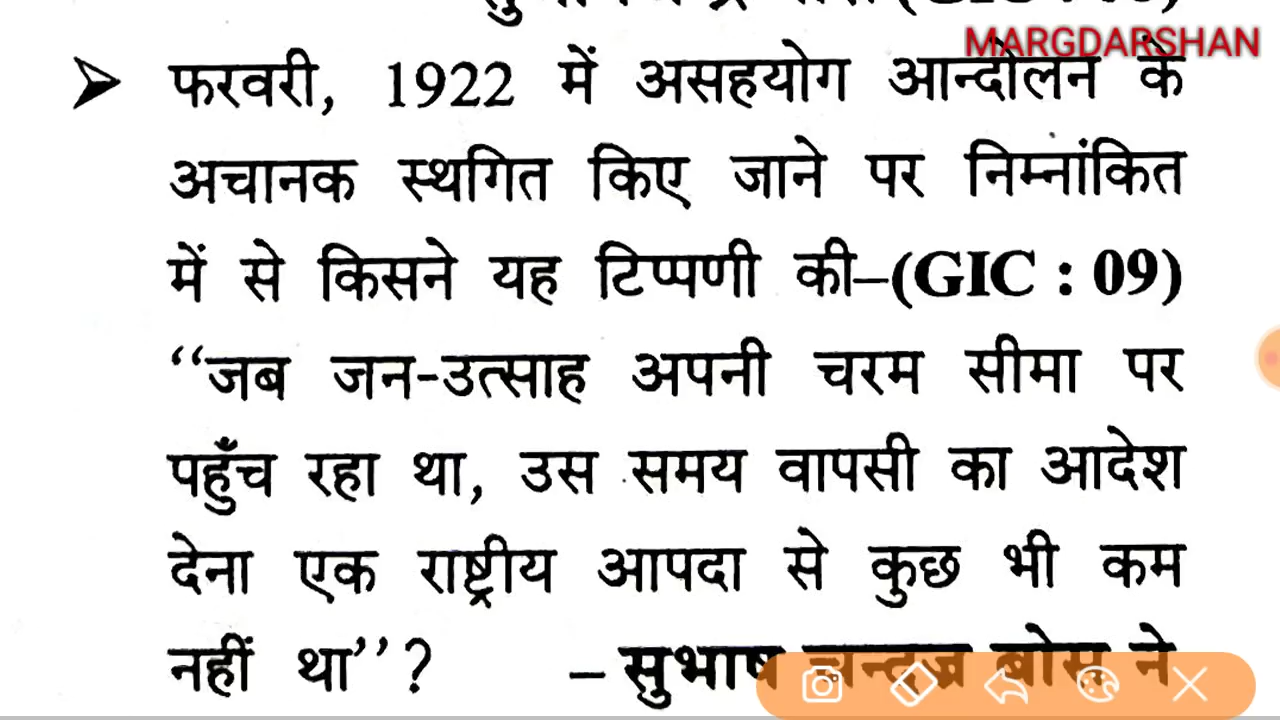 MARGDARSHAN
➢ फरवरी, 1922 में असहयोग आन्दोलन के
अचानक स्थगित किए जाने पर निम्नांकित
में से किसने यह टिप्पणी की–(GIC : 09)
‘‘जब जन-उत्साह अपनी चरम सीमा पर
पहुँच रहा था, उस समय वापसी का आदेश
देना एक राष्ट्रीय आपदा से कुछ भी कम
नहीं था’’? – सुभाष चन्द्र बोस ने